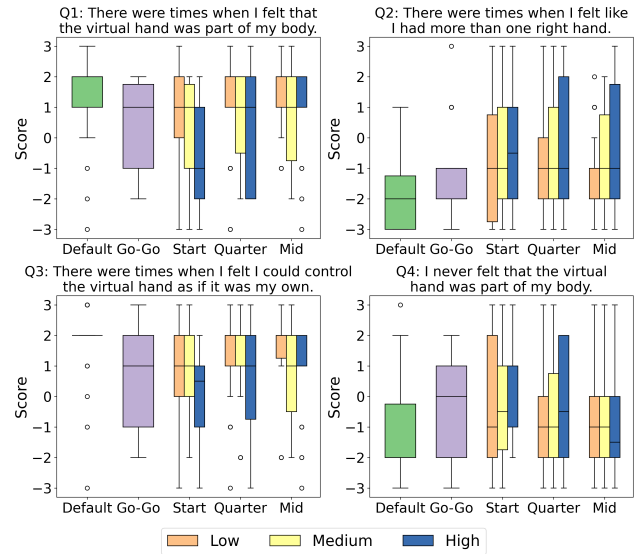 Q1: There were times when I felt that
the virtual hand was part of my body.
Q2: There were times when I felt like
I had more than one right hand.
3
2
1
0
−1
−2
−3
Score
Default Go-Go Start Quarter Mid
3
2
1
0
−1
−2
−3
Score
Default Go-Go Start Quarter Mid
Q3: There were times when I felt I could control
the virtual hand as if it was my own.
Q4: I never felt that the virtual
hand was part of my body.
3
2
1
0
−1
−2
−3
Score
Default Go-Go Start Quarter Mid
3
2
1
0
−1
−2
−3
Score
Default Go-Go Start Quarter Mid
Low Medium High